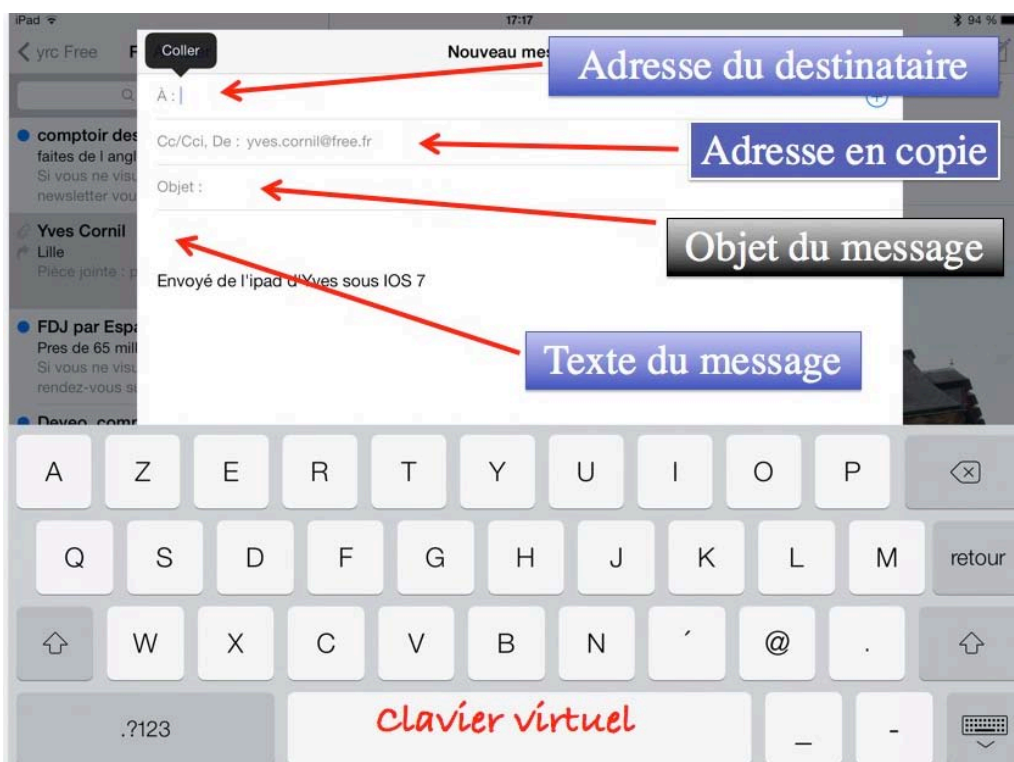 iPad 17:17 94 %
yrc Free
Coller
Nouveau mes
Adresse du destinataire
À :
comptoir des
faites de l angl
Si vous ne visu
newsletter vou
Cc/Cci, De : yves.cornil@free.fr
Adresse en copie
Objet :
Objet du message
Yves Cornil
Lille
Pièce jointe : p
Envoyé de l'ipad d'Yves sous IOS 7
Texte du message
FDJ par Espa
Pres de 65 mill
Si vous ne visu
rendez-vous su
A Z E R T Y U I O P
Q S D F G H J K L M retour
W X C V B N ´ @ .
.?123 Clavier virtuel _ -